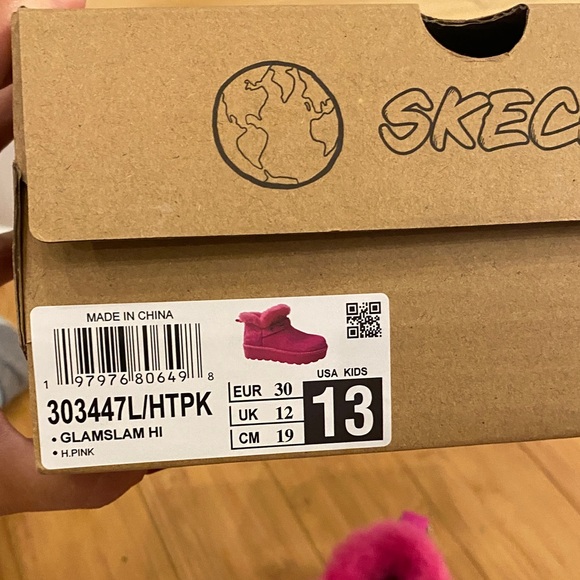 SKEC
MADE IN CHINA
1 97976 80649 8
303447L/HTPK
• GLAMSLAM HI
• H.PINK
EUR 30
UK 12
CM 19
USA KIDS
13